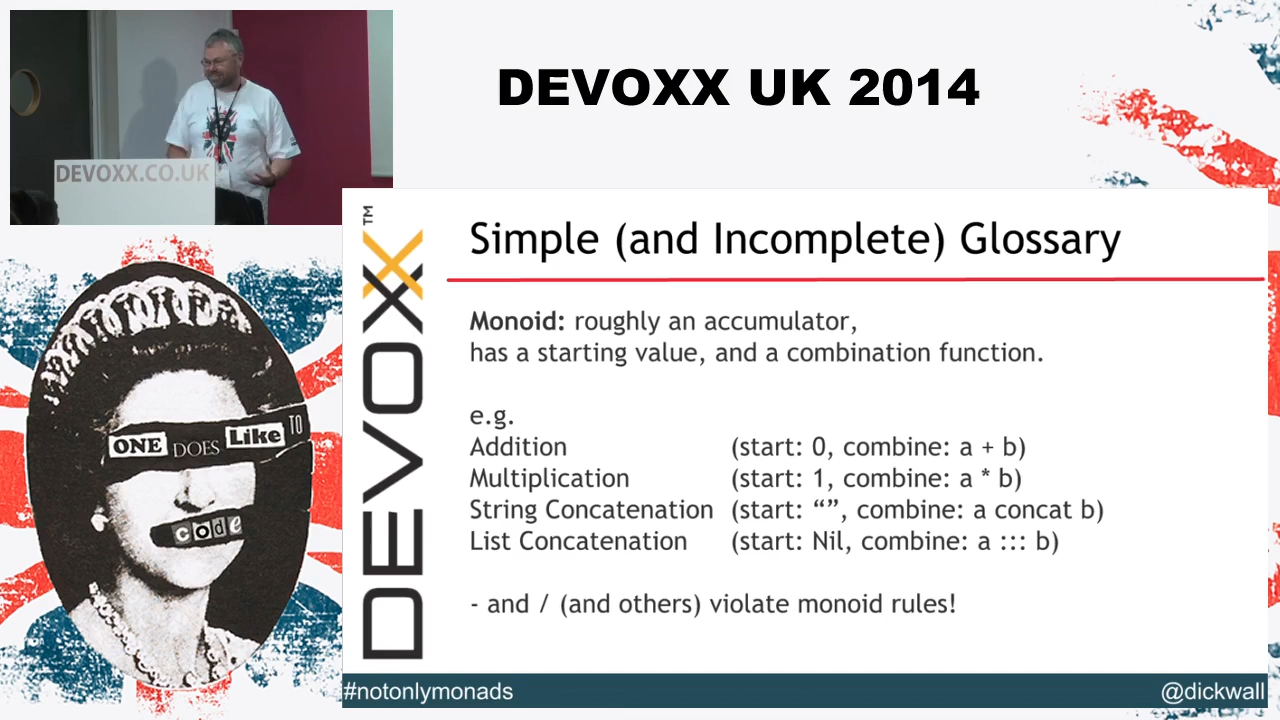 DEVOXX UK 2014
DEVOXX.CO.UK
DEVOXX™
Simple (and Incomplete) Glossary
Monoid: roughly an accumulator,
has a starting value, and a combination function.
e.g.
Addition (start: 0, combine: a + b)
Multiplication (start: 1, combine: a * b)
String Concatenation (start: “”, combine: a concat b)
List Concatenation (start: Nil, combine: a ::: b)
- and / (and others) violate monoid rules!
ONE DOES Like TO
code
#notonlymonads
@dickwall